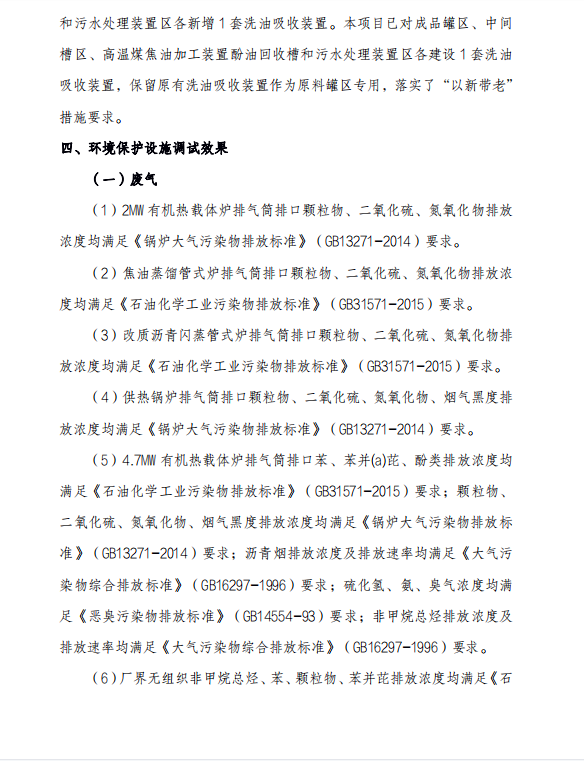 和污水处理装置区各新增 1 套洗油吸收装置。本项目已对成品罐区、中间
槽区、高温煤焦油加工装置酚油回收槽和污水处理装置区各建设 1 套洗油
吸收装置，保留原有洗油吸收装置作为原料罐区专用，落实了“以新带老”
措施要求。
四、环境保护设施调试效果
（一）废气
（1）2MW 有机热载体炉排气筒排口颗粒物、二氧化硫、氮氧化物排放
浓度均满足《锅炉大气污染物排放标准》（GB13271-2014）要求。
（2）焦油蒸馏管式炉排气筒排口颗粒物、二氧化硫、氮氧化物排放浓
度均满足《石油化学工业污染物排放标准》（GB31571-2015）要求。
（3）改质沥青闪蒸管式炉排气筒排口颗粒物、二氧化硫、氮氧化物排
放浓度均满足《石油化学工业污染物排放标准》（GB31571-2015）要求。
（4）供热锅炉排气筒排口颗粒物、二氧化硫、氮氧化物、烟气黑度排
放浓度均满足《锅炉大气污染物排放标准》（GB13271-2014）要求。
（5）4.7MW 有机热载体炉排气筒排口苯、苯并(a)芘、酚类排放浓度均
满足《石油化学工业污染物排放标准》（GB31571-2015）要求；颗粒物、
二氧化硫、氮氧化物、烟气黑度排放浓度均满足《锅炉大气污染物排放标
准》（GB13271-2014）要求；沥青烟排放浓度及排放速率均满足《大气污
染物综合排放标准》（GB16297-1996）要求；硫化氢、氨、臭气浓度均满
足《恶臭污染物排放标准》（GB14554-93）要求；非甲烷总烃排放浓度及
排放速率均满足《大气污染物综合排放标准》（GB16297-1996）要求。
（6）厂界无组织非甲烷总烃、苯、颗粒物、苯并芘排放浓度均满足《石